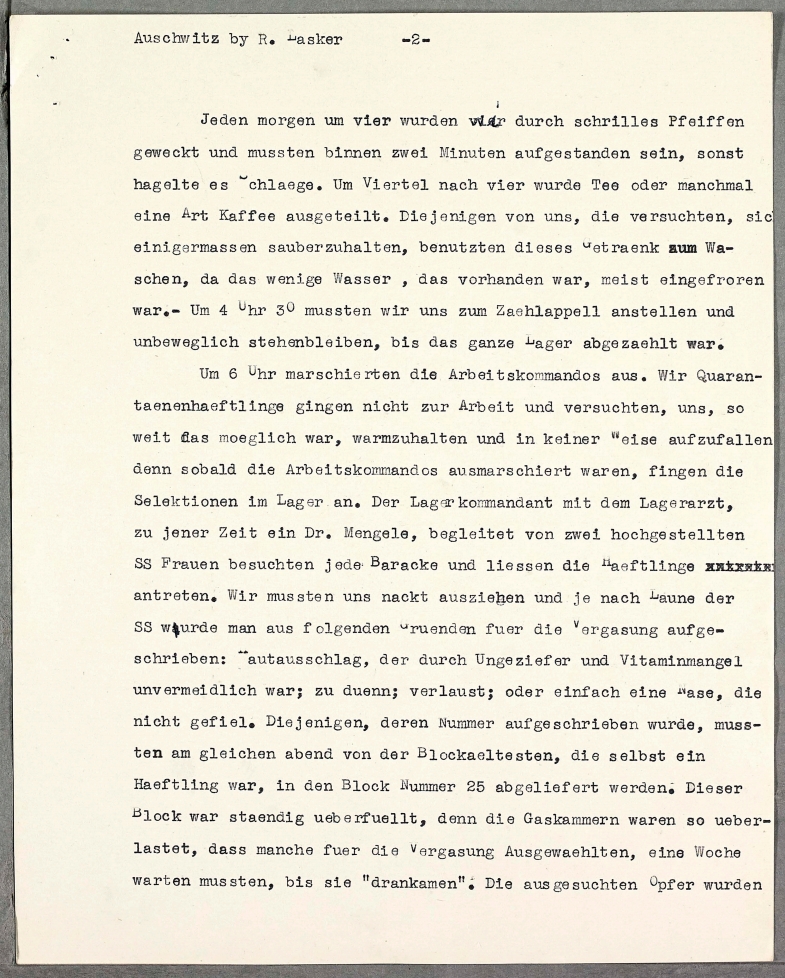 Auschwitz by R. Lasker -2-
Jeden morgen um vier wurden wir durch schrilles Pfeiffen
geweckt und mussten binnen zwei Minuten aufgestanden sein, sonst
hagelte es Schlaege. Um Viertel nach vier wurde Tee oder manchmal
eine Art Kaffee ausgeteilt. Diejenigen von uns, die versuchten, sic
einigermassen sauberzuhalten, benutzten dieses Getraenk zum Wa-
schen, da das wenige Wasser , das vorhanden war, meist eingefroren
war.- Um 4 Uhr 30 mussten wir uns zum Zaehlappell anstellen und
unbeweglich stehenbleiben, bis das ganze Lager abgezaehlt war.
Um 6 Uhr marschierten die Arbeitskommandos aus. Wir Quaran-
taenenhaeftlinge gingen nicht zur Arbeit und versuchten, uns, so
weit das moeglich war, warmzuhalten und in keiner Weise aufzufallen
denn sobald die Arbeitskommandos ausmarschiert waren, fingen die
Selektionen im Lager an. Der Lagerkommandant mit dem Lagerarzt,
zu jener Zeit ein Dr. Mengele, begleitet von zwei hochgestellten
SS Frauen besuchten jede Baracke und liessen die Haeftlinge
antreten. Wir mussten uns nackt ausziehen und je nach Laune der
SS wurde man aus folgenden Gruenden fuer die Vergasung aufge-
schrieben: Hautausschlag, der durch Ungeziefer und Vitaminmangel
unvermeidlich war; zu duenn; verlaust; oder einfach eine Nase, die
nicht gefiel. Diejenigen, deren Nummer aufgeschrieben wurde, muss-
ten am gleichen abend von der Blockaeltesten, die selbst ein
Haeftling war, in den Block Nummer 25 abgeliefert werden. Dieser
Block war staendig ueberfuellt, denn die Gaskammern waren so ueber-
lastet, dass manche fuer die Vergasung Ausgewaehlten, eine Woche
warten mussten, bis sie "drankamen". Die ausgesuchten Opfer wurden